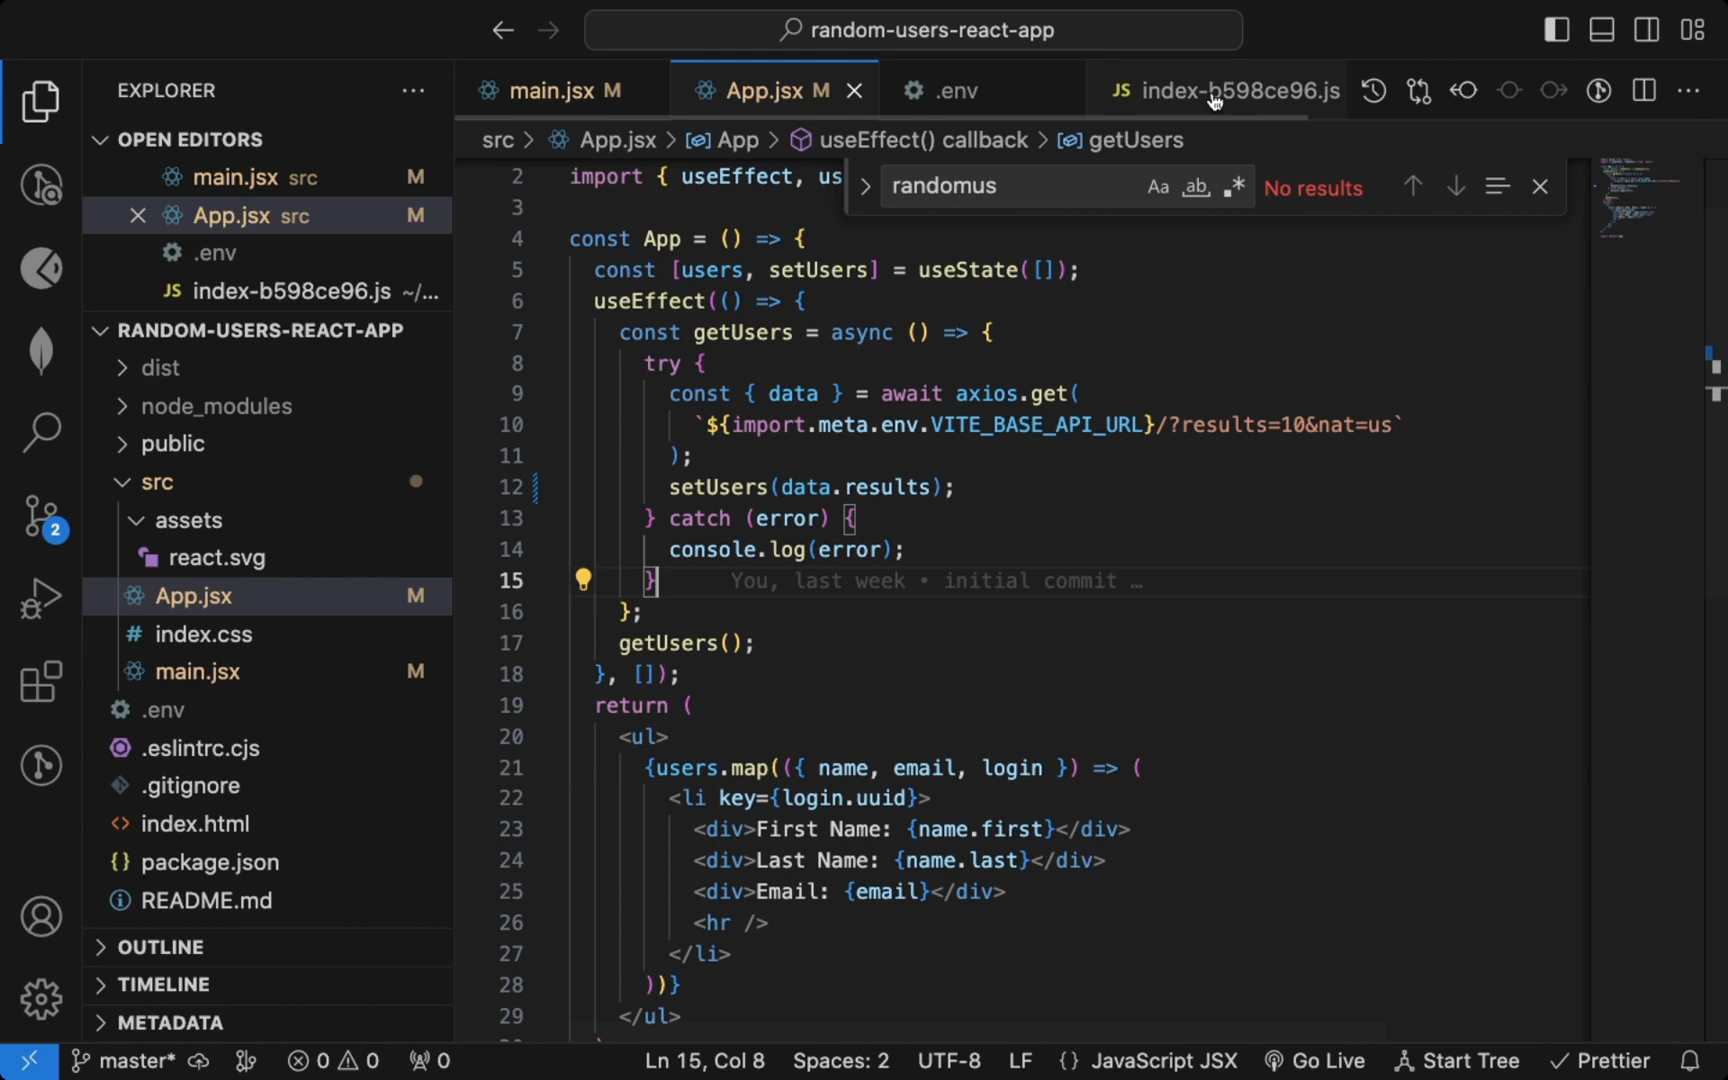 random-users-react-app
EXPLORER
OPEN EDITORS
main.jsx src M
App.jsx src M
.env
JS index-b598ce96.js ~/...
RANDOM-USERS-REACT-APP
dist
node_modules
public
src
assets
react.svg
App.jsx M
# index.css
main.jsx M
.env
.eslintrc.cjs
.gitignore
<> index.html
{} package.json
README.md
OUTLINE
TIMELINE
METADATA
2
main.jsx M
App.jsx M
.env
JS index-b598ce96.js
src > App.jsx > App > useEffect() callback > getUsers
randomus Aa ab .* No results
2 import { useEffect, us
3
4 const App = () => {
5 const [users, setUsers] = useState([]);
6 useEffect(() => {
7 const getUsers = async () => {
8 try {
9 const { data } = await axios.get(
10 `${import.meta.env.VITE_BASE_API_URL}/?results=10&nat=us`
11 );
12 setUsers(data.results);
13 } catch (error) {
14 console.log(error);
15 } You, last week • initial commit …
16 };
17 getUsers();
18 }, []);
19 return (
20 <ul>
21 {users.map(({ name, email, login }) => (
22 <li key={login.uuid}>
23 <div>First Name: {name.first}</div>
24 <div>Last Name: {name.last}</div>
25 <div>Email: {email}</div>
26 <hr />
27 </li>
28 ))}
29 </ul>
master* 0 0 0 Ln 15, Col 8 Spaces: 2 UTF-8 LF {} JavaScript JSX Go Live Start Tree Prettier